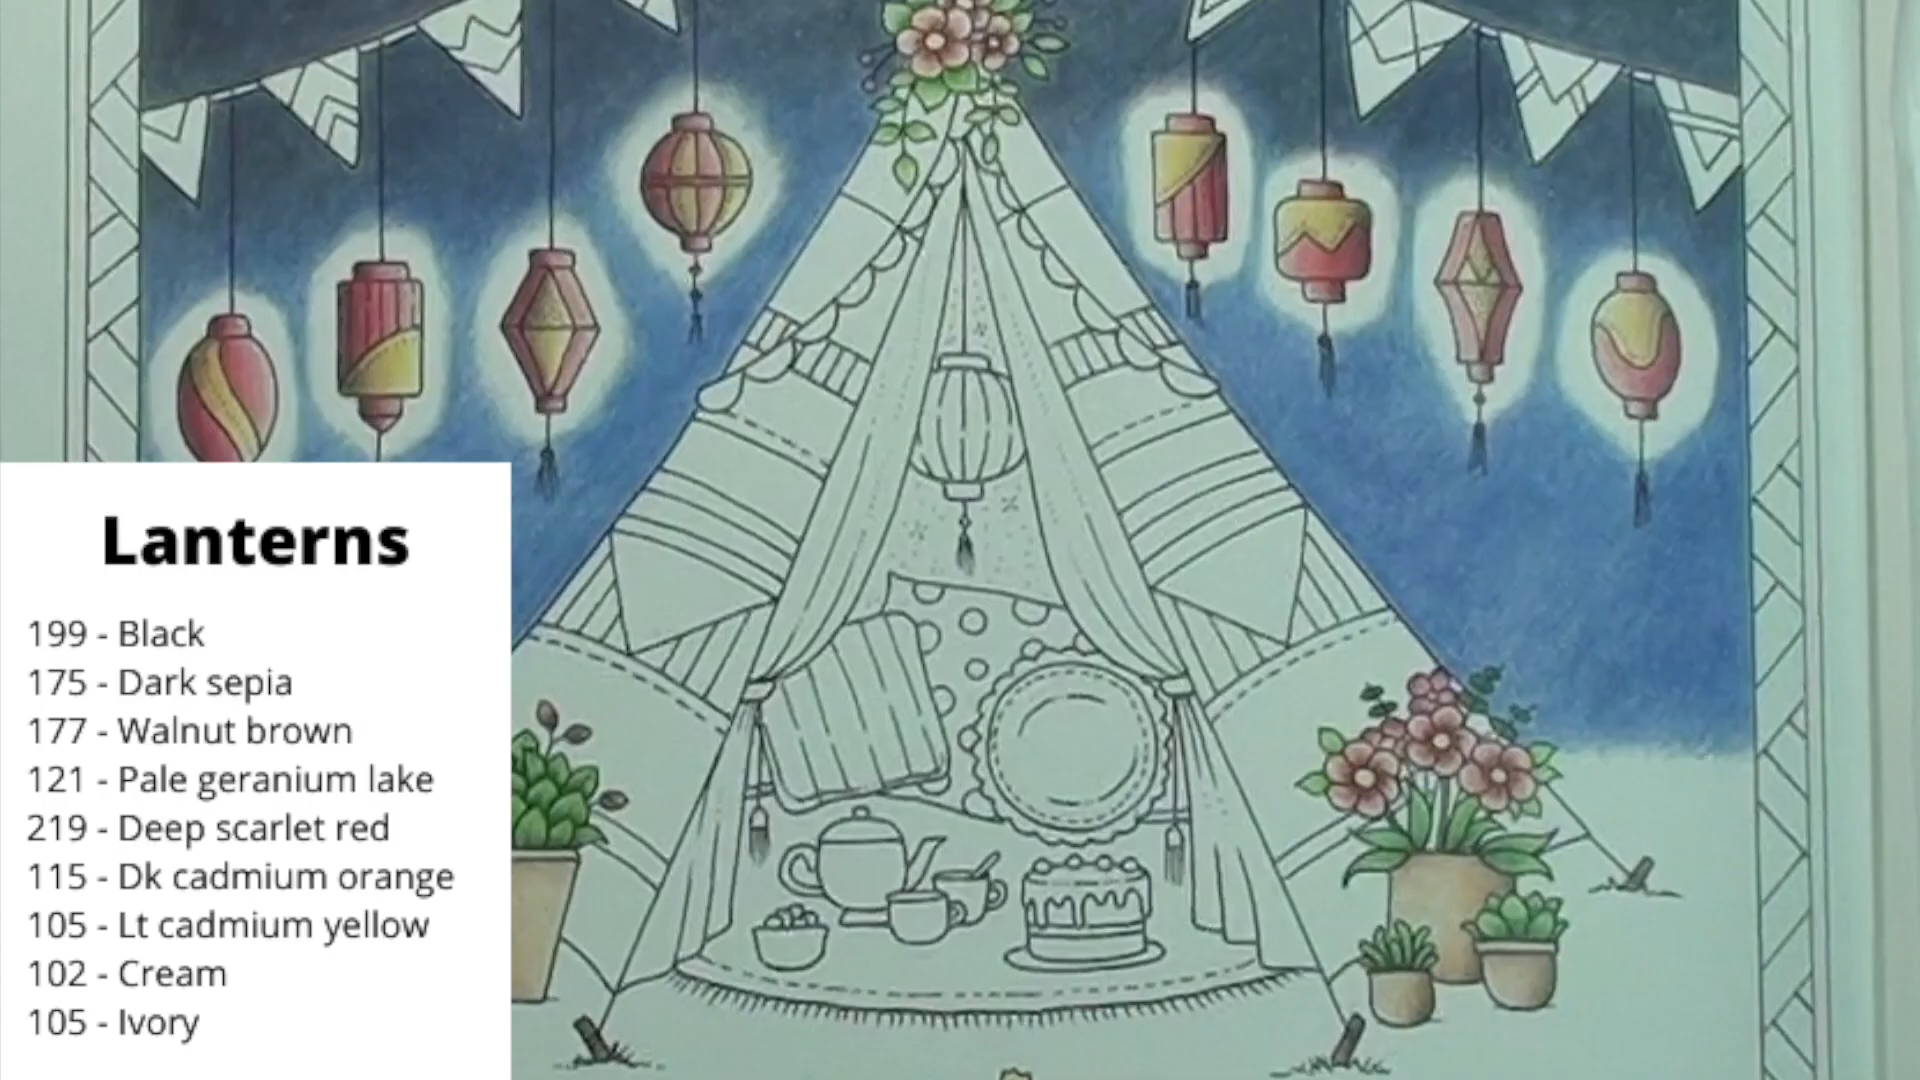 Lanterns
199 - Black
175 - Dark sepia
177 - Walnut brown
121 - Pale geranium lake
219 - Deep scarlet red
115 - Dk cadmium orange
105 - Lt cadmium yellow
102 - Cream
105 - Ivory